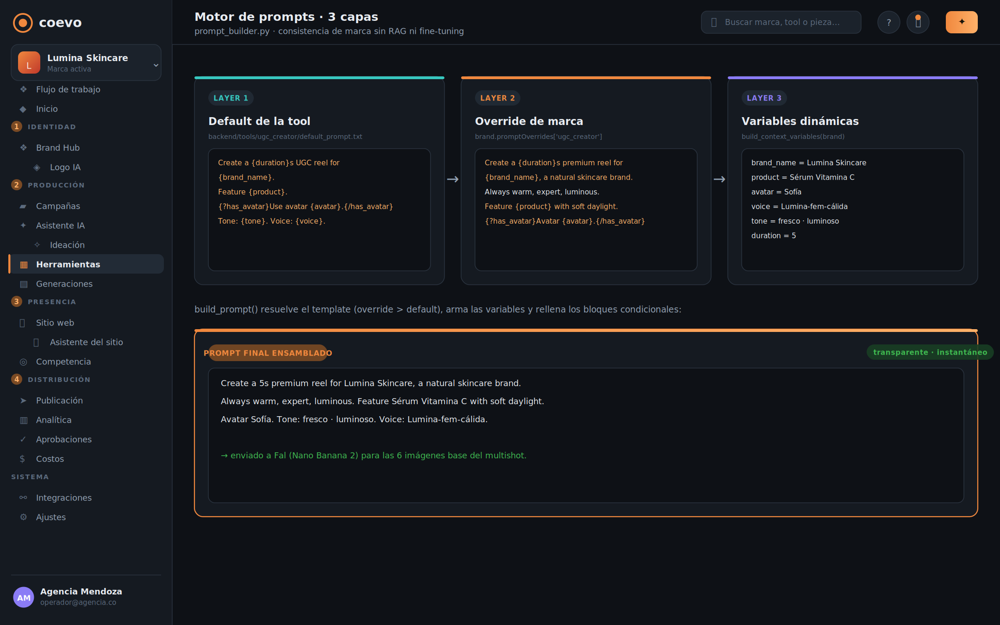 coevo
L
Lumina Skincare
Marca activa
Flujo de trabajo
Inicio
1 IDENTIDAD
Brand Hub
Logo IA
2 PRODUCCIÓN
Campañas
Asistente IA
Ideación
Herramientas
Generaciones
3 PRESENCIA
Sitio web
Asistente del sitio
Competencia
4 DISTRIBUCIÓN
Publicación
Analítica
Aprobaciones
$ Costos
SISTEMA
Integraciones
Ajustes
AM
Agencia Mendoza
operador@agencia.co
Motor de prompts · 3 capas
prompt_builder.py · consistencia de marca sin RAG ni fine-tuning
Buscar marca, tool o pieza...
?
LAYER 1
Default de la tool
backend/tools/ugc_creator/default_prompt.txt
Create a {duration}s UGC reel for
{brand_name}.
Feature {product}.
{?has_avatar}Use avatar {avatar}.{/has_avatar}
Tone: {tone}. Voice: {voice}.
→
LAYER 2
Override de marca
brand.promptOverrides['ugc_creator']
Create a {duration}s premium reel for
{brand_name}, a natural skincare brand.
Always warm, expert, luminous.
Feature {product} with soft daylight.
{?has_avatar}Avatar {avatar}.{/has_avatar}
→
LAYER 3
Variables dinámicas
build_context_variables(brand)
brand_name = Lumina Skincare
product = Sérum Vitamina C
avatar = Sofía
voice = Lumina-fem-cálida
tone = fresco · luminoso
duration = 5
build_prompt() resuelve el template (override > default), arma las variables y rellena los bloques condicionales:
PROMPT FINAL ENSAMBLADO
transparente · instantáneo
Create a 5s premium reel for Lumina Skincare, a natural skincare brand.
Always warm, expert, luminous. Feature Sérum Vitamina C with soft daylight.
Avatar Sofía. Tone: fresco · luminoso. Voice: Lumina-fem-cálida.
→ enviado a Fal (Nano Banana 2) para las 6 imágenes base del multishot.